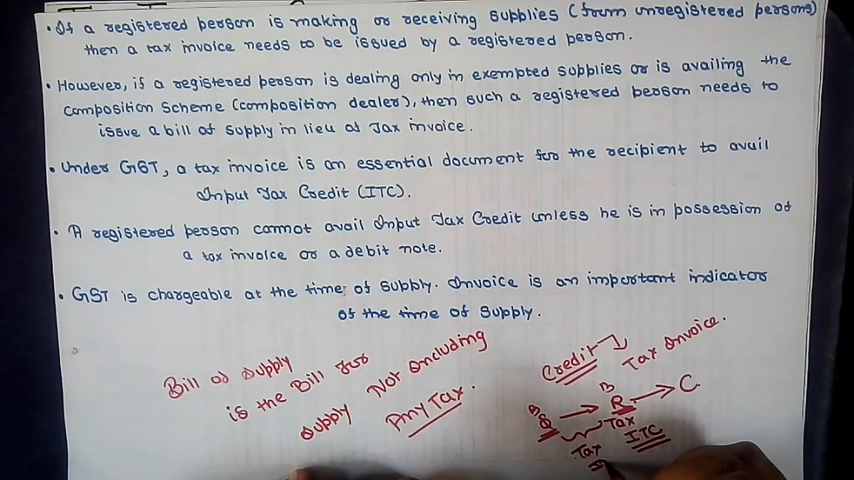 • If a registered person is making or receiving supplies (from unregistered persons)
then a tax invoice needs to be issued by a registered person.
• However, if a registered person is dealing only in exempted supplies or is availing the
composition scheme (composition dealer), then such a registered person needs to
issue a bill of supply in lieu of Tax invoice.
• Under GST, a tax invoice is an essential document for the recipient to avail
Input Tax Credit (ITC).
• A registered person cannot avail Input Tax Credit unless he is in possession of
a tax invoice or a debit note.
• GST is chargeable at the time of supply. Invoice is an important indicator
of the time of supply.
Bill of supply
is the Bill for
supply Not Including
Any Tax.
Credit
Tax Invoice.
B B
S → R → C
Tax
ITC
Tax